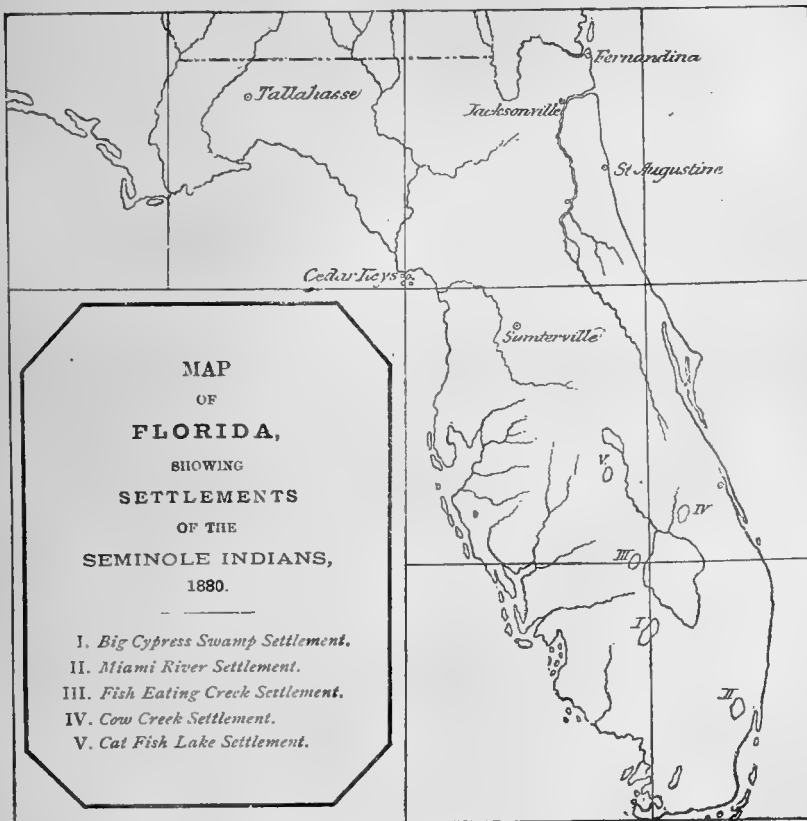 Fernandina
Tallahasse
Jacksonville
St Augustine
Cedar Keys
Sumterville
MAP
OF
FLORIDA,
SHOWING
SETTLEMENTS
OF THE
SEMINOLE INDIANS,
1880.
I. Big Cypress Swamp Settlement.
II. Miami River Settlement.
III. Fish Eating Creek Settlement.
IV. Cow Creek Settlement.
V. Cat Fish Lake Settlement.
V.
IV
III
I
II